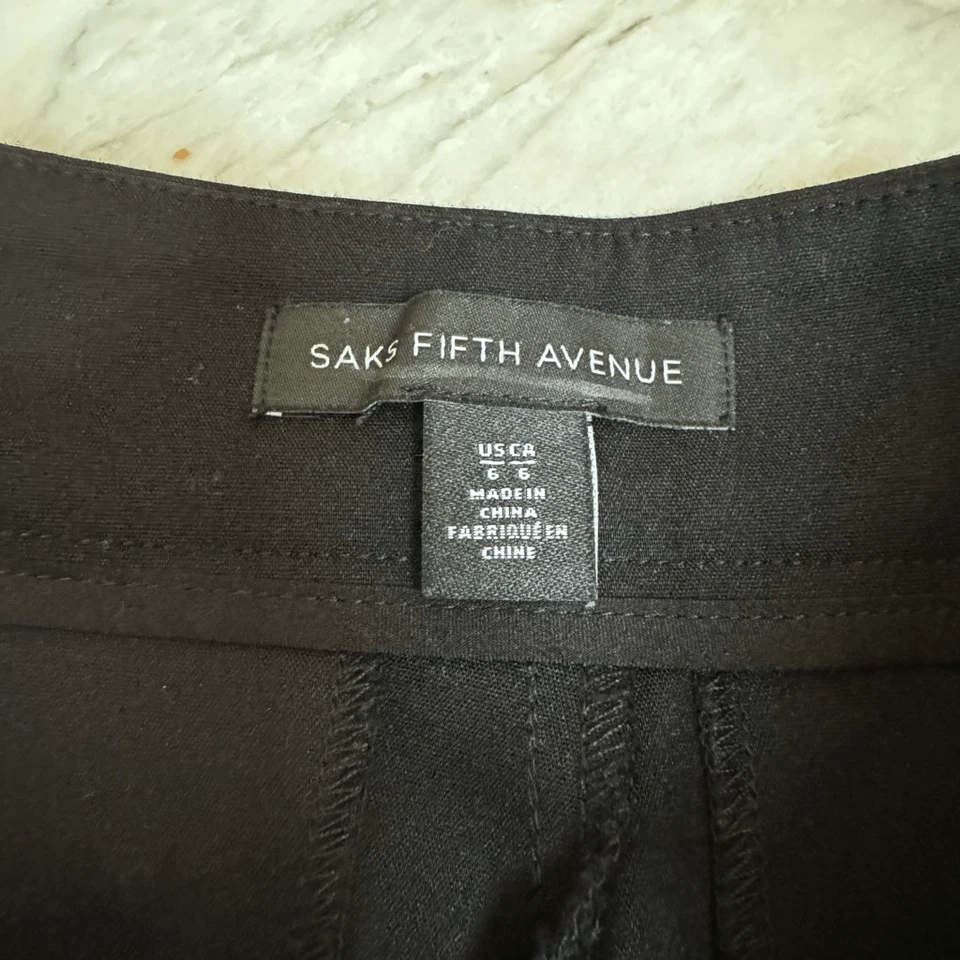 SAKS FIFTH AVENUE
US CA
6 6
MADE IN
CHINA
FABRIQUÉ EN
CHINE